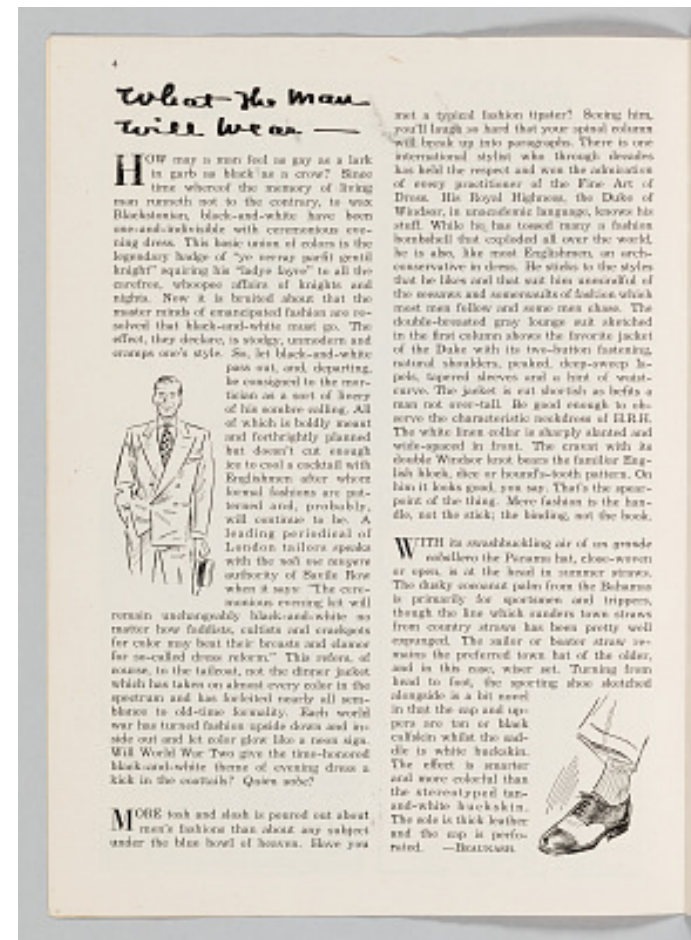 4
What The Man
Will Wear —
HOW may a man feel as gay as a lark
in garb as black as a crow? Since
time whereof the memory of living
man runneth not to the contrary, to wax
Blackstonian, black-and-white have been
one-and-indivisible with ceremonious eve-
ning dress. This basic union of colors is the
legendary badge of "ye verray parfit gentil
knight" squiring his "ladye fayre" to all the
carefree, whoopee affairs of knights and
nights. Now it is bruited about that the
master minds of emancipated fashion are re-
solved that black-and-white must go. The
effect, they declare, is stodgy, unmodern and
cramps one's style. So, let black-and-white
pass out, and, departing,
be consigned to the mor-
tician as a sort of livery
of his sombre calling. All
of which is boldly meant
and forthrightly planned
but doesn't cut enough
ice to cool a cocktail with
Englishmen after whom
formal fashions are pat-
terned and, probably,
will continue to be. A
leading periodical of
London tailors speaks
with the
authority of Savile Row
when it says: "The cere-
monious evening kit will
remain unchangeably black-and-white no
matter how faddists, cultists and crackpots
for color may beat their breasts and clamor
for so-called dress reform." This refers, of
course, to the tailcoat, not the dinner jacket
which has taken on almost every color in the
spectrum and has forfeited nearly all sem-
blance to old-time formality. Each world
war has turned fashion upside down and in-
side out and let color glow like a neon sign.
Will World War Two give the time-honored
black-and-white theme of evening dress a
kick in the coattails? Quien sabe?
MORE tosh and slosh is poured out about
men's fashions than about any subject
under the blue bowl of heaven. Have you
met a typical fashion tipster? Seeing him,
you'll laugh so hard that your spinal column
will break up into paragraphs. There is one
international stylist who through decades
has held the respect and won the admiration
of every practitioner of the Fine Art of
Dress. His Royal Highness, the Duke of
Windsor, in unacademic language, knows his
stuff. While he has tossed many a fashion
bombshell that exploded all over the world,
he is also, like most Englishmen, an arch-
conservative in dress. He sticks to the styles
that he likes and that suit him unmindful of
the seesaws and somersaults of fashion which
most men follow and some men chase. The
double-breasted gray lounge suit sketched
in the first column shows the favorite jacket
of the Duke with its two-button fastening,
natural shoulders, peaked, deep-sweep la-
pels, tapered sleeves and a hint of waist-
curve. The jacket is cut shortish as befits a
man not over-tall. Be good enough to ob-
serve the characteristic neckdress of H.R.H.
The white linen collar is sharply slanted and
wide-spaced in front. The cravat with its
double Windsor knot bears the familiar Eng-
lish block, dice or hound's-tooth pattern. On
him it looks good, you say. That's the spear-
point of the thing. Mere fashion is the han-
dle, not the stick; the binding, not the book.
WITH its swashbuckling air of un grande
caballero the Panama hat, close-woven
or open, is at the head in summer straws.
The dusky cocoanut palm from the Bahamas
is primarily for sportsmen and trippers,
though the line which sunders town straws
from country straws has been pretty well
expunged. The sailor or boater straw re-
mains the preferred town hat of the older,
and in this case, wiser set. Turning from
head to foot, the sporting shoe sketched
alongside is a bit novel
in that the cap and up-
pers are tan or black
calfskin whilst the sad-
dle is white buckskin.
The effect is smarter
and more colorful than
the stereotyped tan-
and-white buckskin.
The sole is thick leather
and the cap is perfo-
rated. —BEAUNASH.